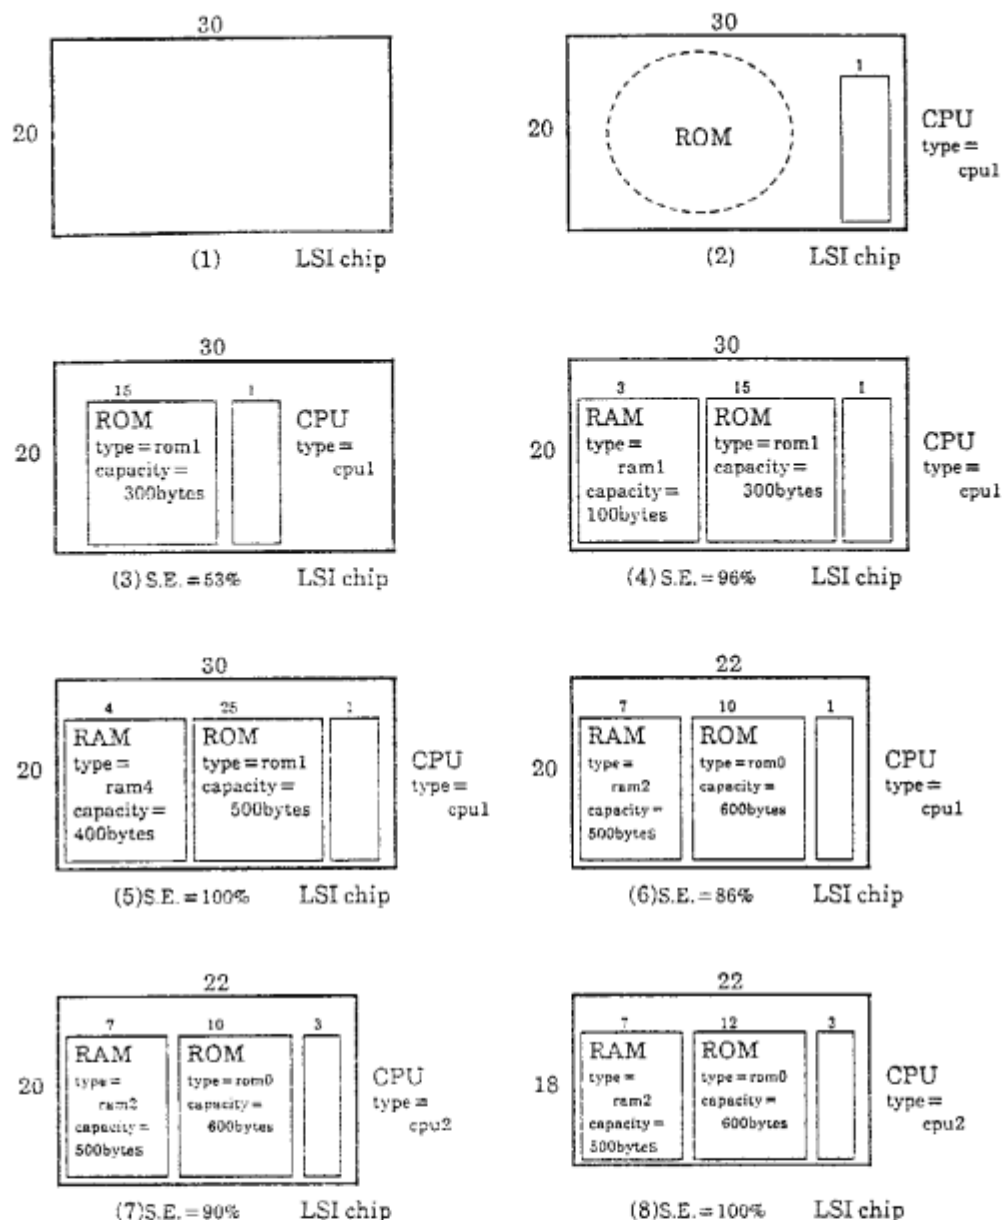 30
20
(1) LSI chip
30
1
20
ROM
CPU
type=
cpu1
(2) LSI chip
30
15 1
20
ROM
type=rom1
capacity=
300bytes
CPU
type=
cpu1
(3) S.E.=53% LSI chip
30
3 15 1
20
RAM
type=
ram1
capacity=
100bytes
ROM
type=rom1
capacity=
300bytes
CPU
type=
cpu1
(4) S.E.=96% LSI chip
30
4 25 1
20
RAM
type=
ram4
capacity=
400bytes
ROM
type=rom1
capacity=
500bytes
CPU
type=
cpu1
(5)S.E.=100% LSI chip
22
7 10 1
20
RAM
type=
ram2
capacity=
500bytes
ROM
type=rom0
capacity=
600bytes
CPU
type=
cpu1
(6)S.E.=86% LSI chip
22
7 10 3
20
RAM
type=
ram2
capacity=
500bytes
ROM
type=rom0
capacity=
600bytes
CPU
type=
cpu2
(7)S.E.=90% LSI chip
22
7 12 3
18
RAM
type=
ram2
capacity=
500bytes
ROM
type=rom0
capacity=
600bytes
CPU
type=
cpu2
(8)S.E.=100% LSI chip